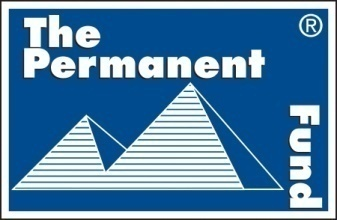 The
Permanent
Fund
®